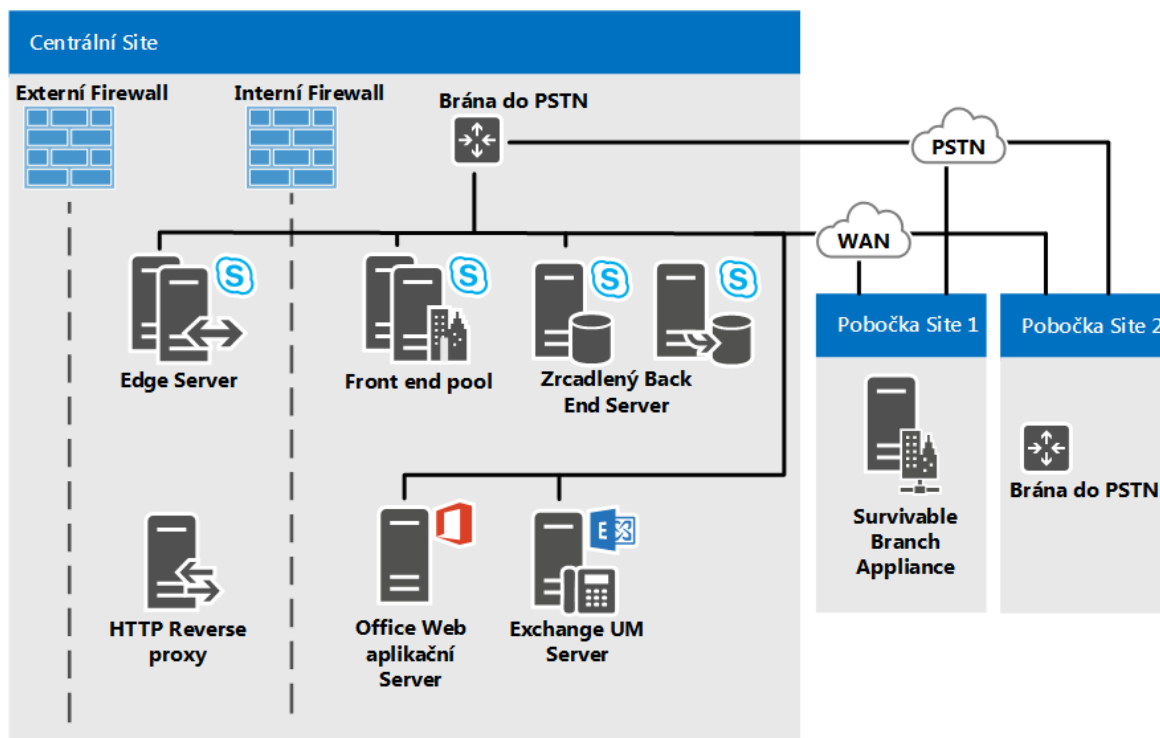 Centrální Site
Externí Firewall
Interní Firewall
Brána do PSTN
PSTN
WAN
S
S
S
S
Edge Server
Front end pool
Zrcadlený Back
End Server
Pobočka Site 1
Pobočka Site 2
Brána do PSTN
Survivable
Branch
Appliance
E
HTTP Reverse
proxy
Office Web
aplikační
Server
Exchange UM
Server